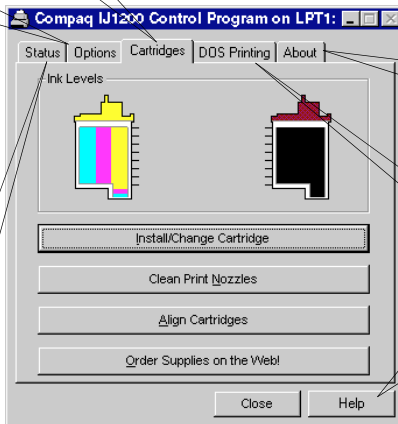 Compaq IJ1200 Control Program on LPT1:
Status Options Cartridges DOS Printing About
Ink Levels
Install/Change Cartridge
Clean Print Nozzles
Align Cartridges
Order Supplies on the Web!
Close Help